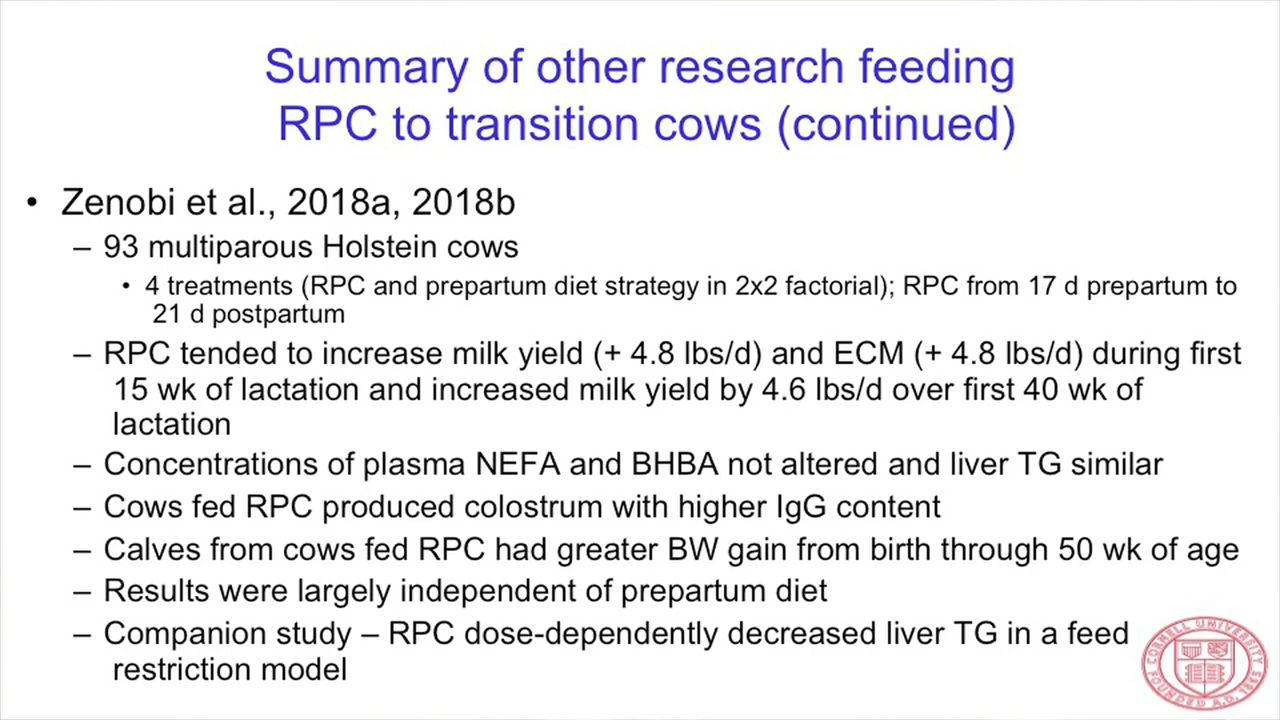 Summary of other research feeding
RPC to transition cows (continued)
• Zenobi et al., 2018a, 2018b
– 93 multiparous Holstein cows
• 4 treatments (RPC and prepartum diet strategy in 2x2 factorial); RPC from 17 d prepartum to
21 d postpartum
– RPC tended to increase milk yield (+ 4.8 lbs/d) and ECM (+ 4.8 lbs/d) during first
15 wk of lactation and increased milk yield by 4.6 lbs/d over first 40 wk of
lactation
– Concentrations of plasma NEFA and BHBA not altered and liver TG similar
– Cows fed RPC produced colostrum with higher IgG content
– Calves from cows fed RPC had greater BW gain from birth through 50 wk of age
– Results were largely independent of prepartum diet
– Companion study – RPC dose-dependently decreased liver TG in a feed
restriction model
CORNELL UNIVERSITY
FOUNDED A.D. 1865